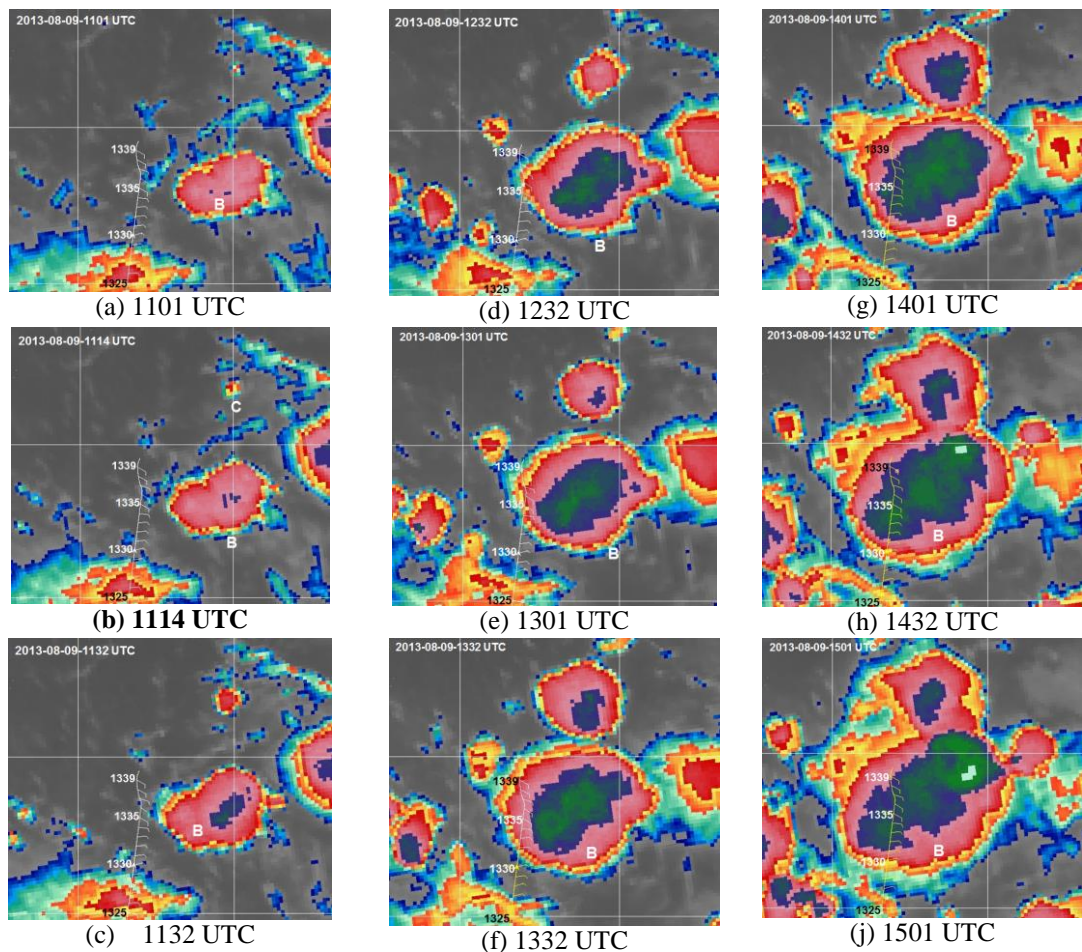 2013-08-09-1101 UTC
1339
1335
B
1330
1325
(a) 1101 UTC
2013-08-09-1114 UTC
C
1339
1335
B
1330
1325
(b) 1114 UTC
2013-08-09-1132 UTC
1339
1335
B
1330
1325
(c) 1132 UTC
2013-08-09-1232 UTC
1339
1335
1330
B
1325
(d) 1232 UTC
2013-08-09-1301 UTC
1339
1335
1330
B
1325
(e) 1301 UTC
2013-08-09-1332 UTC
1339
1335
B
1330
1325
(f) 1332 UTC
2013-08-09-1401 UTC
1339
1335
B
1330
1325
(g) 1401 UTC
2013-08-09-1432 UTC
1339
1335
B
1330
1325
(h) 1432 UTC
2013-08-09-1501 UTC
1339
1335
B
1330
1325
(j) 1501 UTC